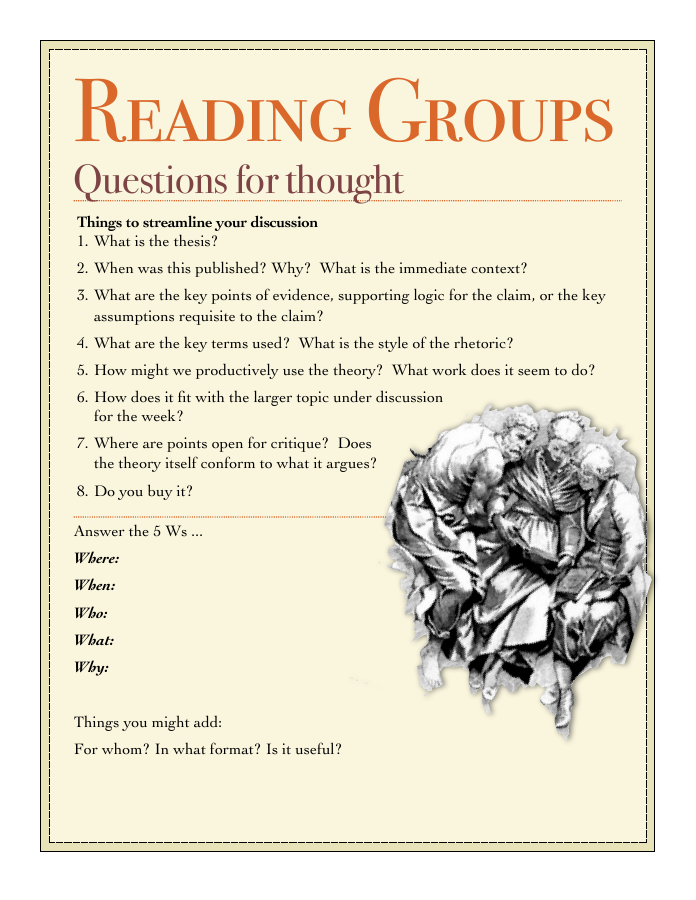 READING GROUPS
Questions for thought
Things to streamline your discussion
1. What is the thesis?
2. When was this published? Why?  What is the immediate context?
3. What are the key points of evidence, supporting logic for the claim, or the key
assumptions requisite to the claim?
4. What are the key terms used?  What is the style of the rhetoric?
5. How might we productively use the theory?  What work does it seem to do?
6. How does it fit with the larger topic under discussion
for the week?
7. Where are points open for critique?  Does
the theory itself conform to what it argues?
8. Do you buy it?
Answer the 5 Ws ...
Where:
When:
Who:
What:
Why:
Things you might add:
For whom? In what format? Is it useful?